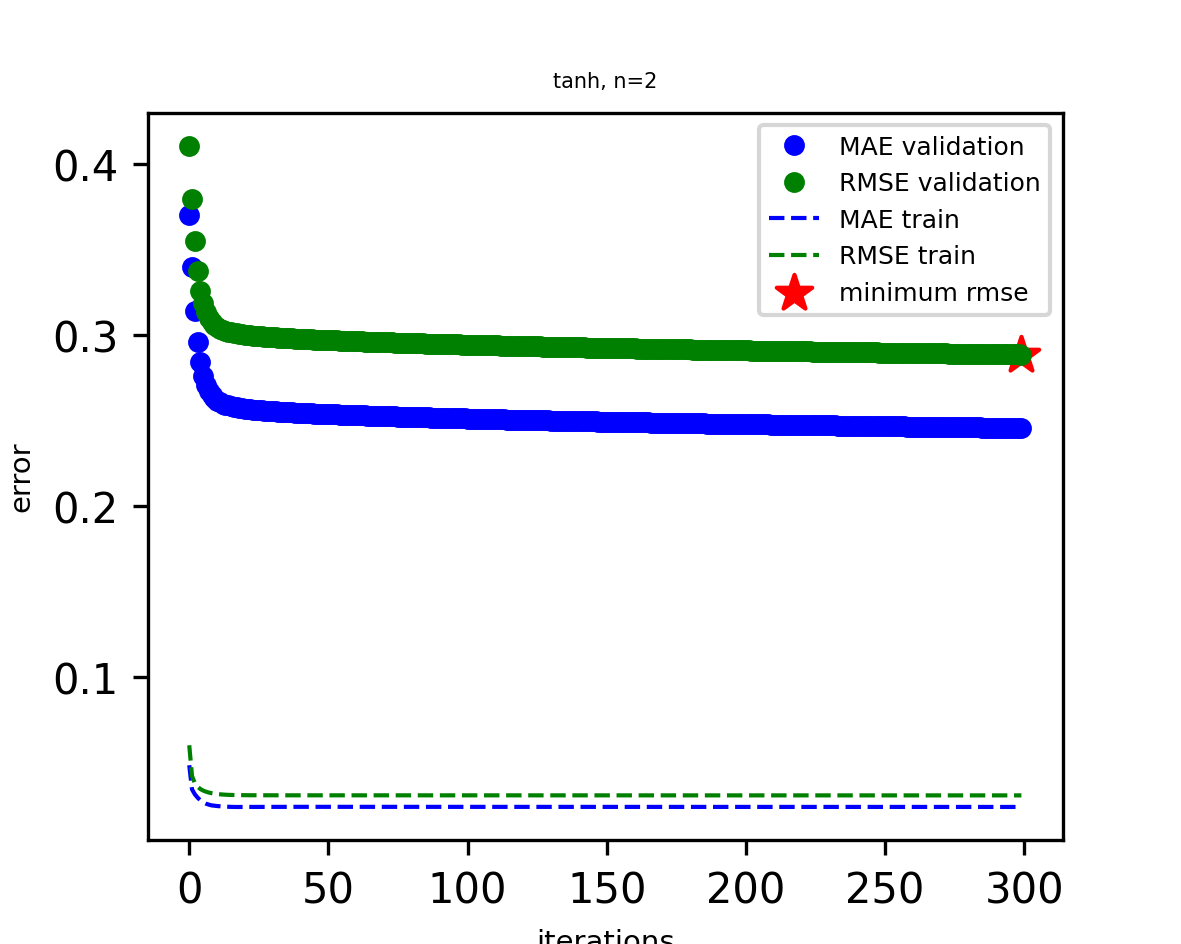 tanh, n=2
MAE validation
RMSE validation
MAE train
RMSE train
minimum rmse
error
0.4
0.3
0.2
0.1
0 50 100 150 200 250 300
iterations